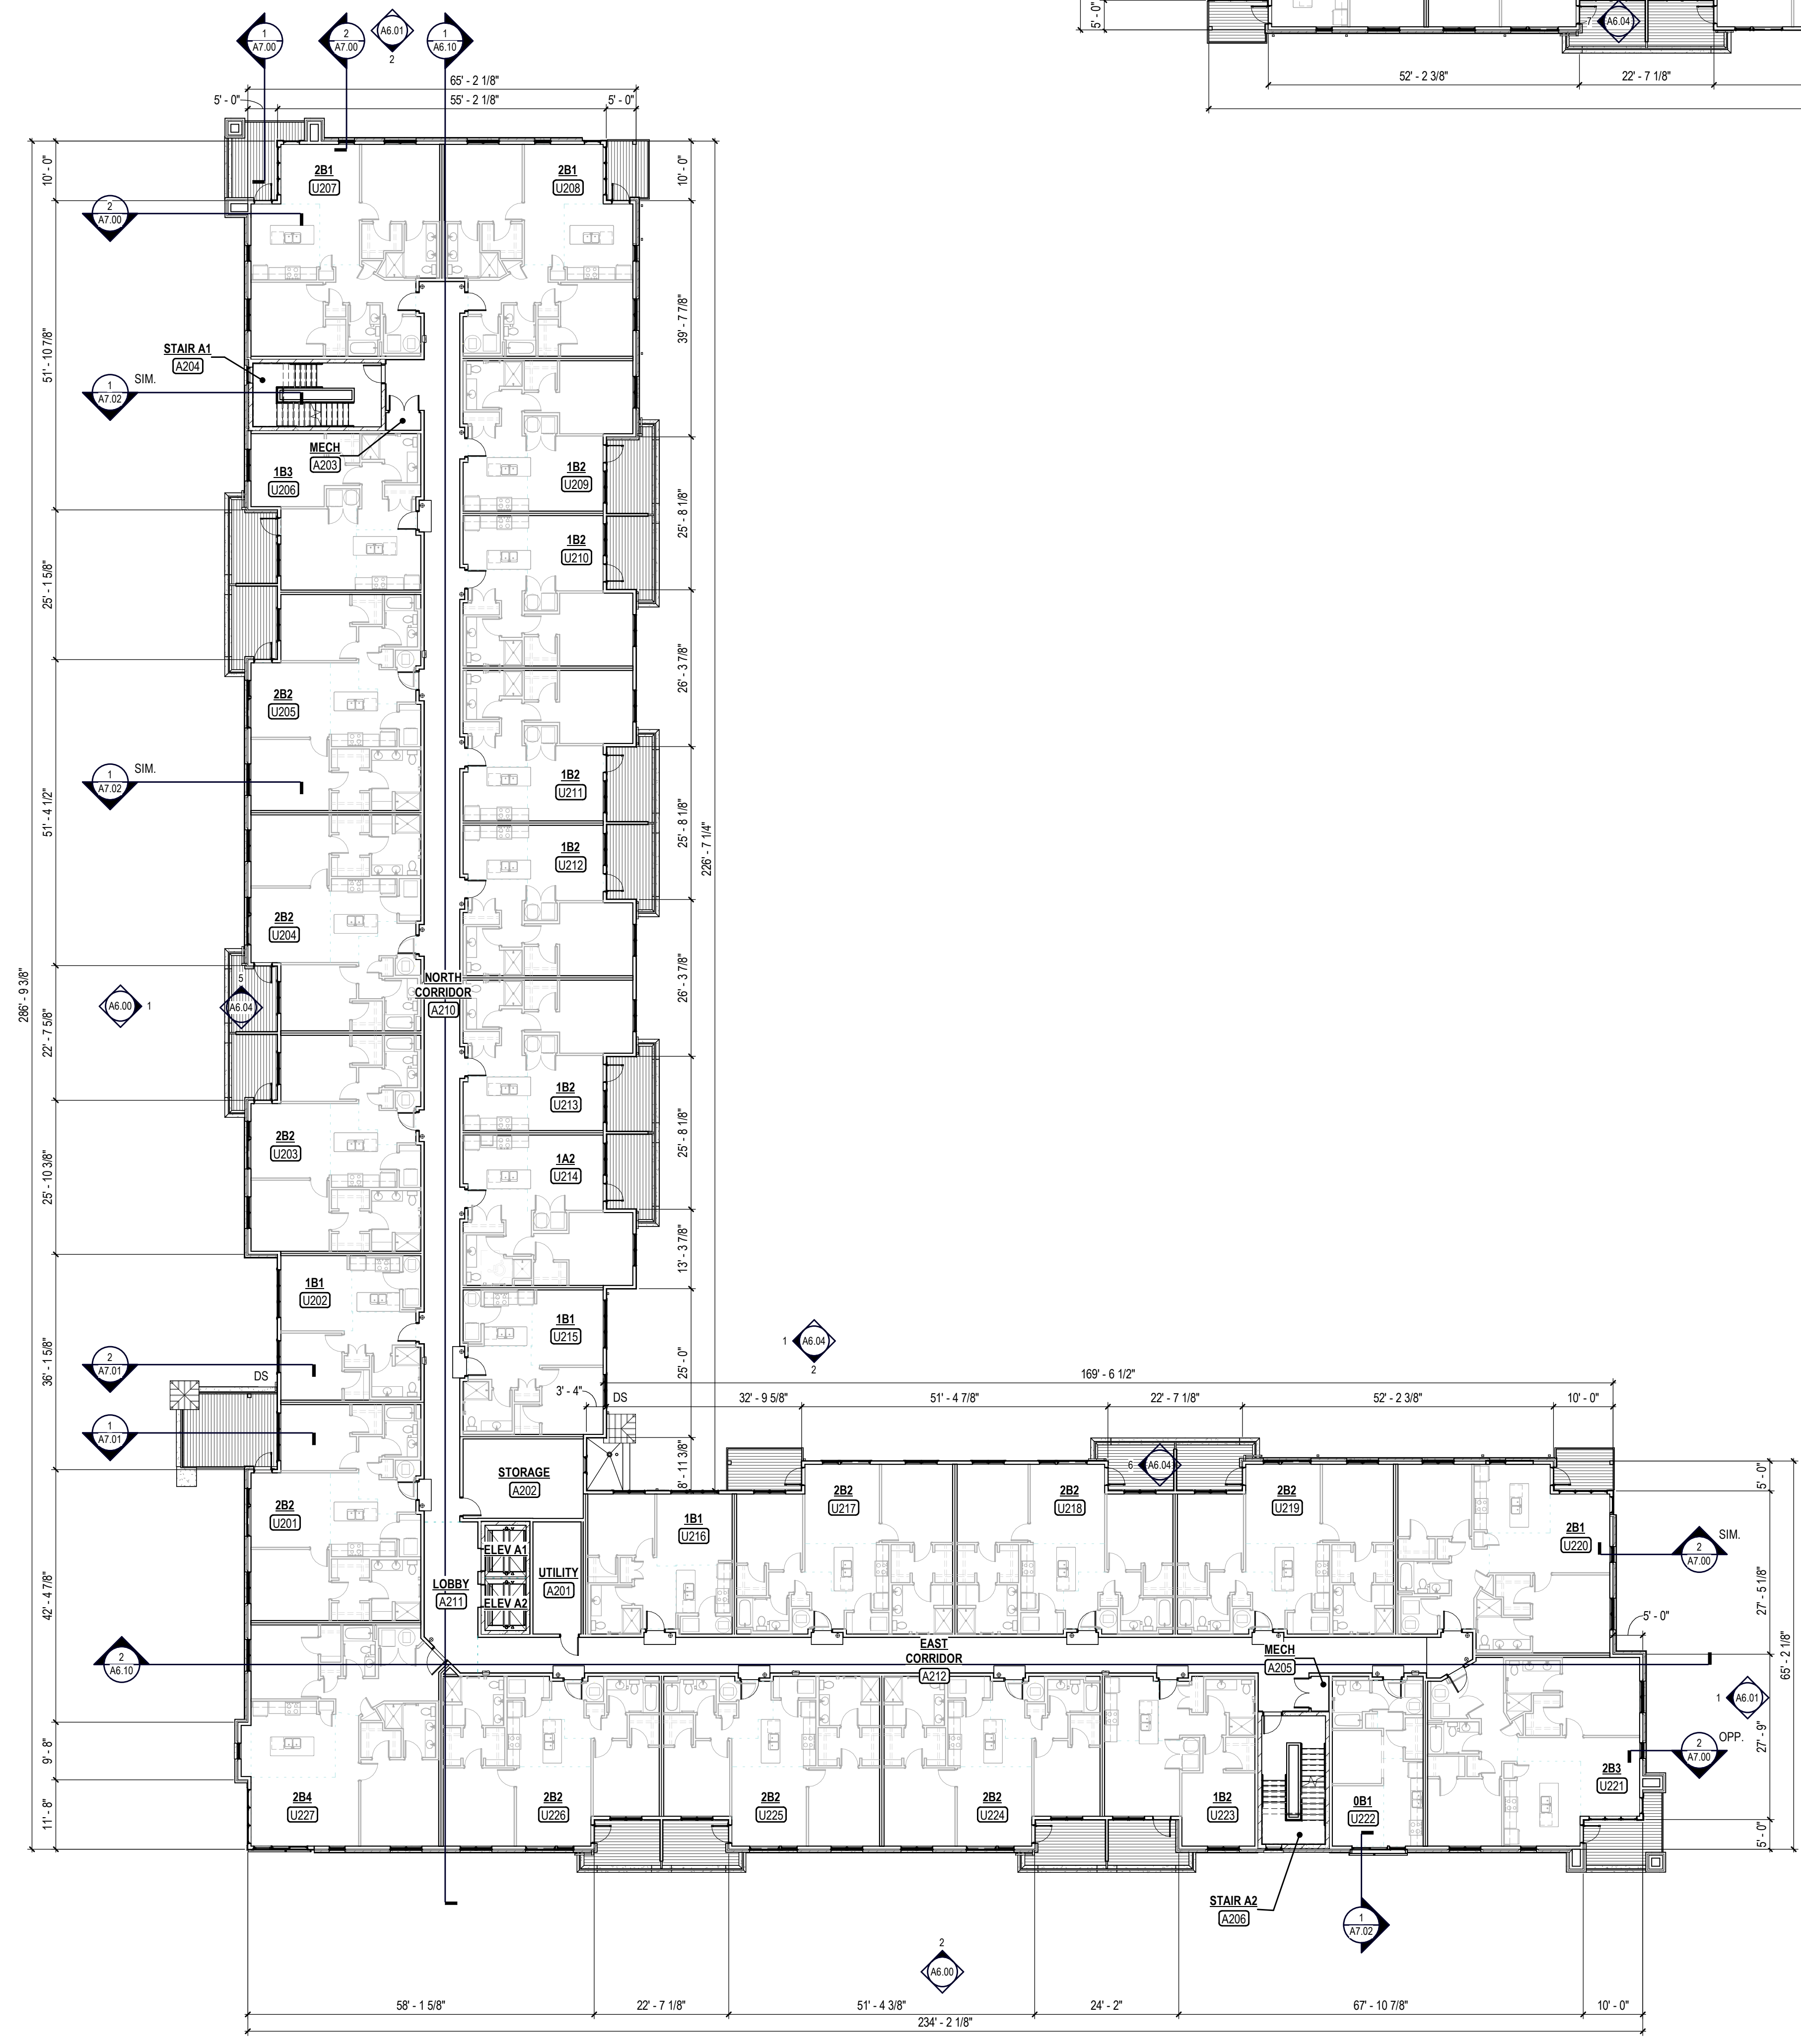 5' - 0"
7
A6.04
52' - 2 3/8"
22' - 7 1/8"
1
A7.00
2
A7.00
A6.01
2
1
A6.10
65' - 2 1/8"
5' - 0"
55' - 2 1/8"
5' - 0"
10' - 0"
10' - 0"
2B1
U207
2B1
U208
2
A7.00
51' - 10 7/8"
39' - 7 7/8"
STAIR A1
A204
1
A7.02
SIM.
MECH
A203
1B3
U206
1B2
U209
25' - 8 1/8"
1B2
U210
25' - 1 5/8"
26' - 3 7/8"
2B2
U205
1
A7.02
SIM.
1B2
U211
51' - 4 1/2"
25' - 8 1/8"
226' - 7 1/4"
1B2
U212
2B2
U204
286' - 9 3/8"
A6.00
1
5
A6.04
NORTH
CORRIDOR
A210
26' - 3 7/8"
22' - 7 5/8"
1B2
U213
2B2
U203
25' - 8 1/8"
1A2
U214
25' - 10 3/8"
13' - 3 7/8"
1B1
U202
1B1
U215
1
A6.04
2
36' - 1 5/8"
25' - 0"
2
A7.01
DS
3' - 4"
DS
169' - 6 1/2"
32' - 9 5/8"
51' - 4 7/8"
22' - 7 1/8"
52' - 2 3/8"
10' - 0"
1
A7.01
8' - 11 3/8"
STORAGE
A202
6
A6.04
5' - 0"
2B2
U201
2B2
U217
2B2
U218
2B2
U219
1B1
U216
2B1
U220
SIM.
2
A7.00
ELEV A1
LOBBY
A211
UTILITY
A201
ELEV A2
42' - 4 7/8"
27' - 5 1/8"
5' - 0"
2
A6.10
EAST
CORRIDOR
A212
MECH
A205
65' - 2 1/8"
1
A6.01
9' - 8"
27' - 9"
OPP.
2
A7.00
11' - 8"
2B4
U227
2B2
U226
2B2
U225
2B2
U224
1B2
U223
0B1
U222
2B3
U221
5' - 0"
STAIR A2
A206
1
A7.02
2
A6.00
58' - 1 5/8"
22' - 7 1/8"
51' - 4 3/8"
24' - 2"
67' - 10 7/8"
10' - 0"
234' - 2 1/8"